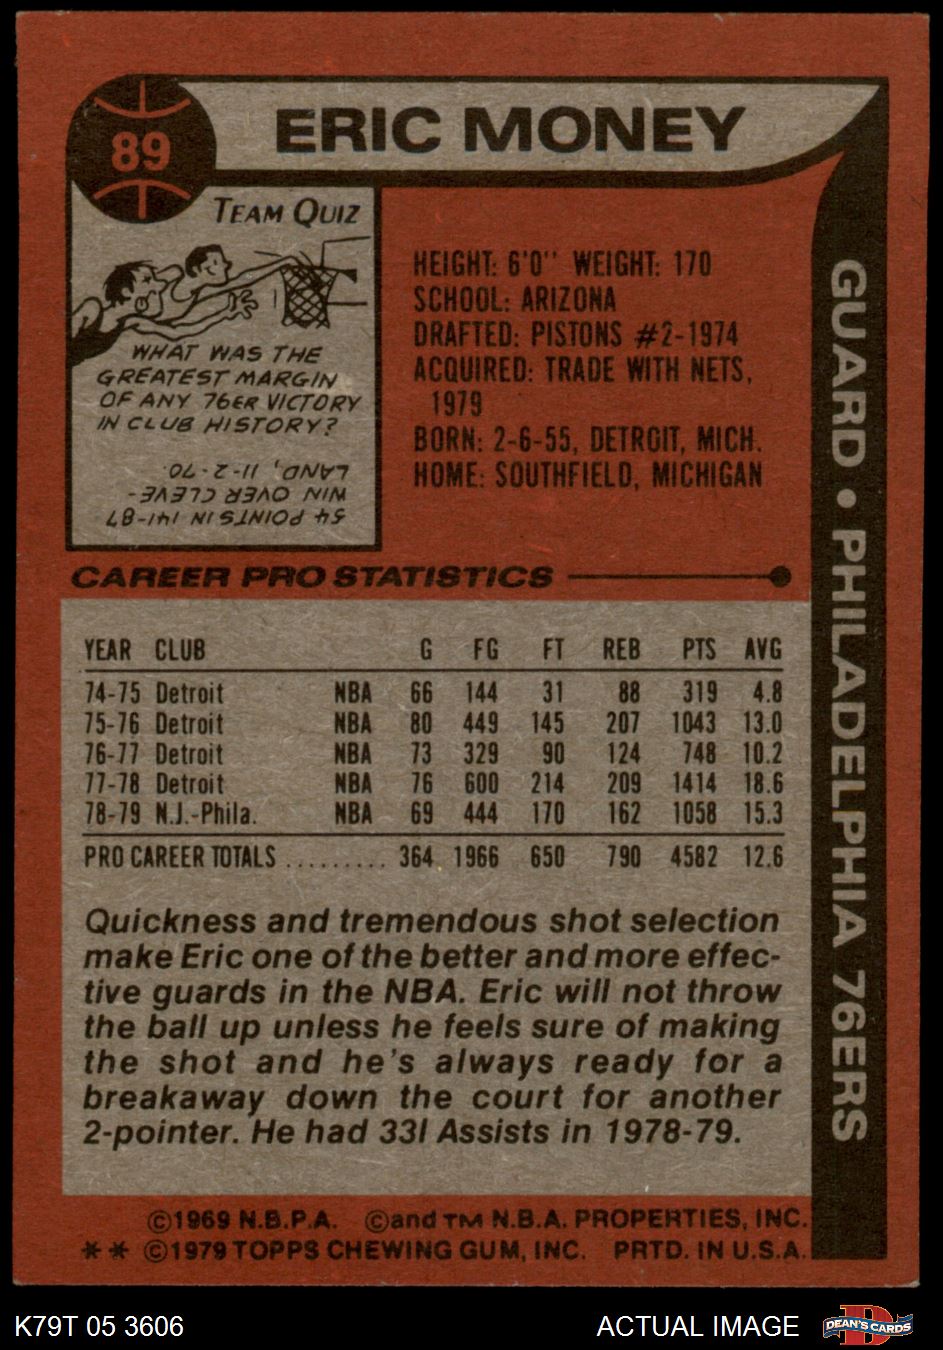 89
ERIC MONEY
TEAM QUIZ
WHAT WAS THE
GREATEST MARGIN
OF ANY 76ER VICTORY
IN CLUB HISTORY?
54 POINTS IN 141-87
WIN OVER CLEVE-
LAND, 11-2-70.
HEIGHT: 6'0" WEIGHT: 170
SCHOOL: ARIZONA
DRAFTED: PISTONS #2-1974
ACQUIRED: TRADE WITH NETS,
1979
BORN: 2-6-55, DETROIT, MICH.
HOME: SOUTHFIELD, MICHIGAN
GUARD • PHILADELPHIA 76ERS
CAREER PRO STATISTICS
YEAR CLUB G FG FT REB PTS AVG
74-75 Detroit NBA 66 144 31 88 319 4.8
75-76 Detroit NBA 80 449 145 207 1043 13.0
76-77 Detroit NBA 73 329 90 124 748 10.2
77-78 Detroit NBA 76 600 214 209 1414 18.6
78-79 N.J.-Phila. NBA 69 444 170 162 1058 15.3
PRO CAREER TOTALS ......... 364 1966 650 790 4582 12.6
Quickness and tremendous shot selection
make Eric one of the better and more effec-
tive guards in the NBA. Eric will not throw
the ball up unless he feels sure of making
the shot and he's always ready for a
breakaway down the court for another
2-pointer. He had 331 Assists in 1978-79.
©1969 N.B.P.A. ©and TM N.B.A. PROPERTIES, INC.
** ©1979 TOPPS CHEWING GUM, INC. PRTD. IN U.S.A.
K79T 05 3606
ACTUAL IMAGE
D
DEAN'S CARDS